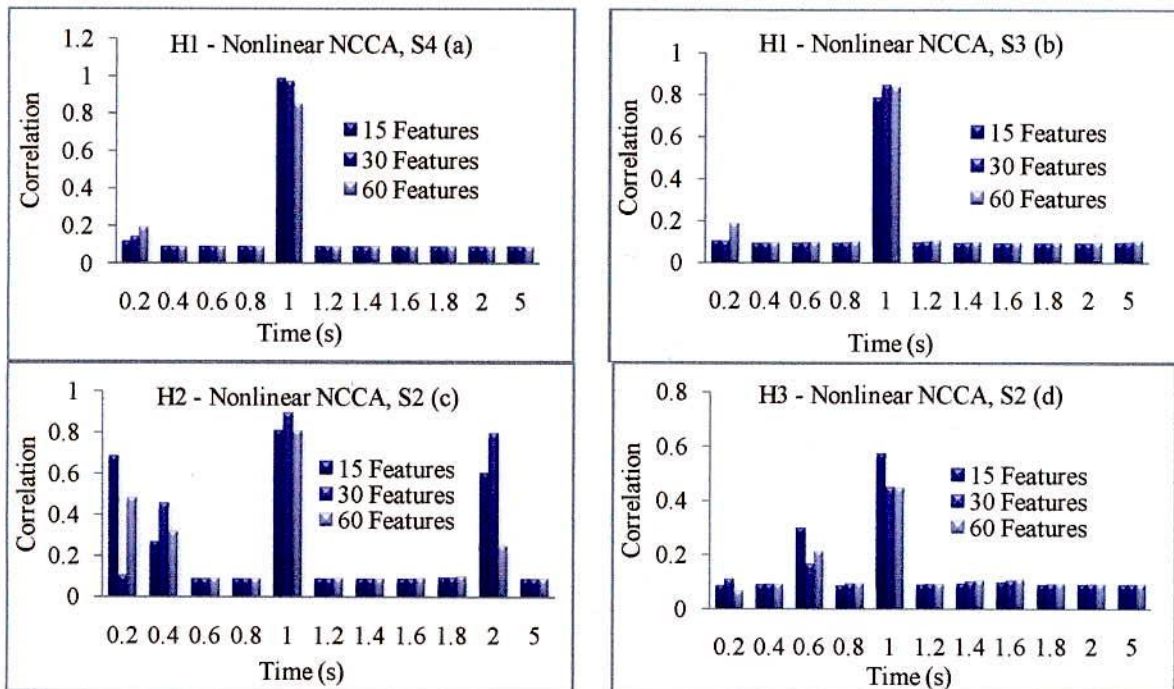 H1 - Nonlinear NCCA, S4 (a)
1.2
1
0.8
0.6
0.4
0.2
0
Correlation
15 Features
30 Features
60 Features
0.2 0.4 0.6 0.8 1 1.2 1.4 1.6 1.8 2 5
Time (s)
H1 - Nonlinear NCCA, S3 (b)
1
0.8
0.6
0.4
0.2
0
Correlation
15 Features
30 Features
60 Features
0.2 0.4 0.6 0.8 1 1.2 1.4 1.6 1.8 2 5
Time (s)
H2 - Nonlinear NCCA, S2 (c)
1
0.8
0.6
0.4
0.2
0
Correlation
15 Features
30 Features
60 Features
0.2 0.4 0.6 0.8 1 1.2 1.4 1.6 1.8 2 5
Time (s)
H3 - Nonlinear NCCA, S2 (d)
0.8
0.6
0.4
0.2
0
Correlation
15 Features
30 Features
60 Features
0.2 0.4 0.6 0.8 1 1.2 1.4 1.6 1.8 2 5
Time (s)